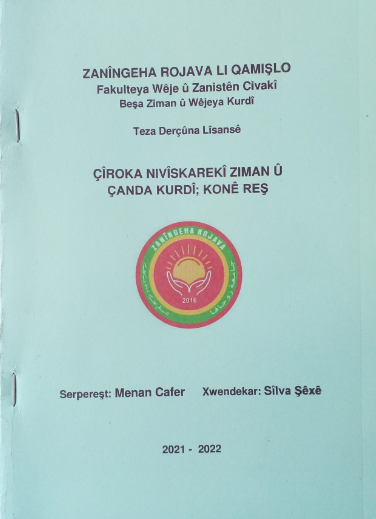 ZANÎNGEHA ROJAVA LI QAMIŞLO
Fakulteya Wêje û Zanistên Civakî
Beşa Ziman û Wêjeya Kurdî
Teza Derçûna Lîsansê
ÇÎROKA NIVÎSKAREKÎ ZIMAN Û
ÇANDA KURDÎ; KONÊ REŞ
ZANÎNGEHA ROJAVA
2016
Serpereşt: Menan Cafer Xwendekar: Sîlva Şêxê
2021 - 2022